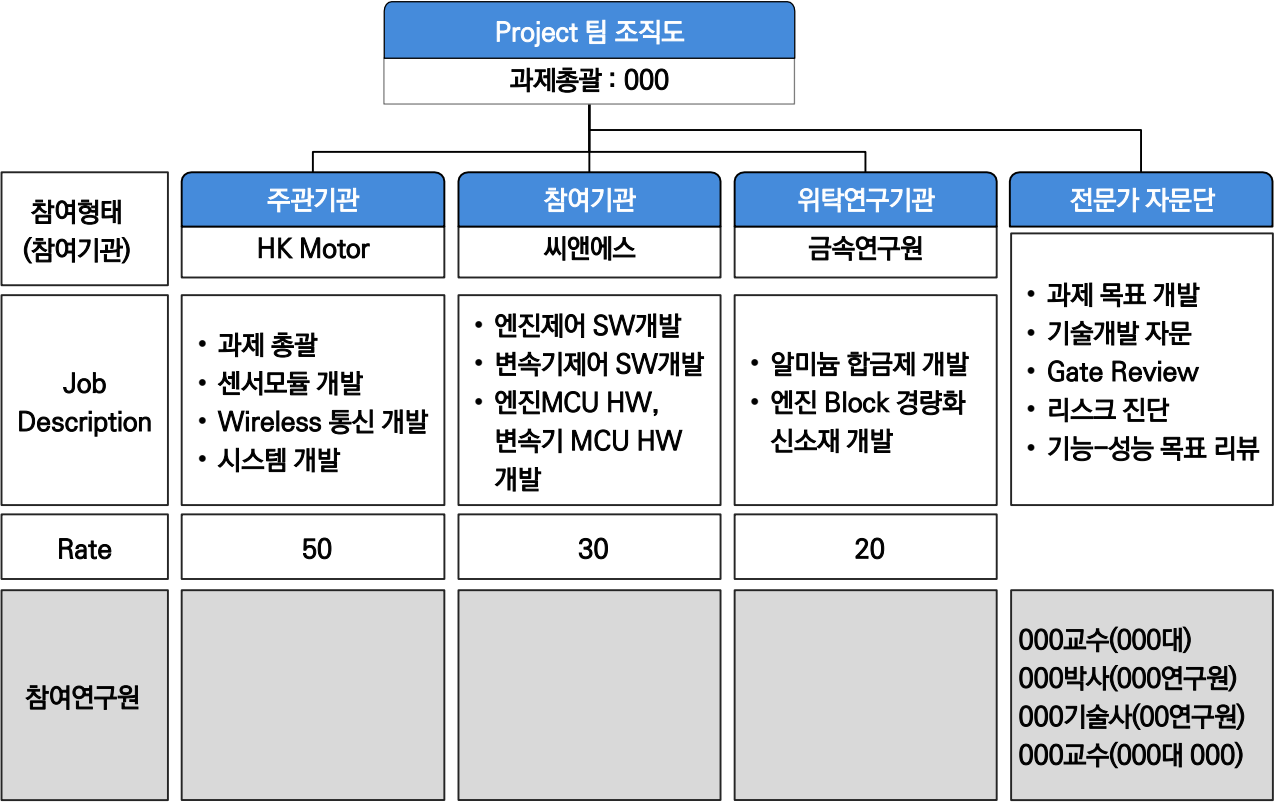 Project 팀 조직도
과제총괄 : 000
참여형태
(참여기관)
주관기관
HK Motor
참여기관
씨앤에스
위탁연구기관
금속연구원
전문가 자문단
Job
Description
• 과제 총괄
• 센서모듈 개발
• Wireless 통신 개발
• 시스템 개발
• 엔진제어 SW개발
• 변속기제어 SW개발
• 엔진MCU HW,
변속기 MCU HW
개발
• 알미늄 합금제 개발
• 엔진 Block 경량화
신소재 개발
• 과제 목표 개발
• 기술개발 자문
• Gate Review
• 리스크 진단
• 기능-성능 목표 리뷰
Rate
50
30
20
참여연구원
000교수(000대)
000박사(000연구원)
000기술사(00연구원)
000교수(000대 000)